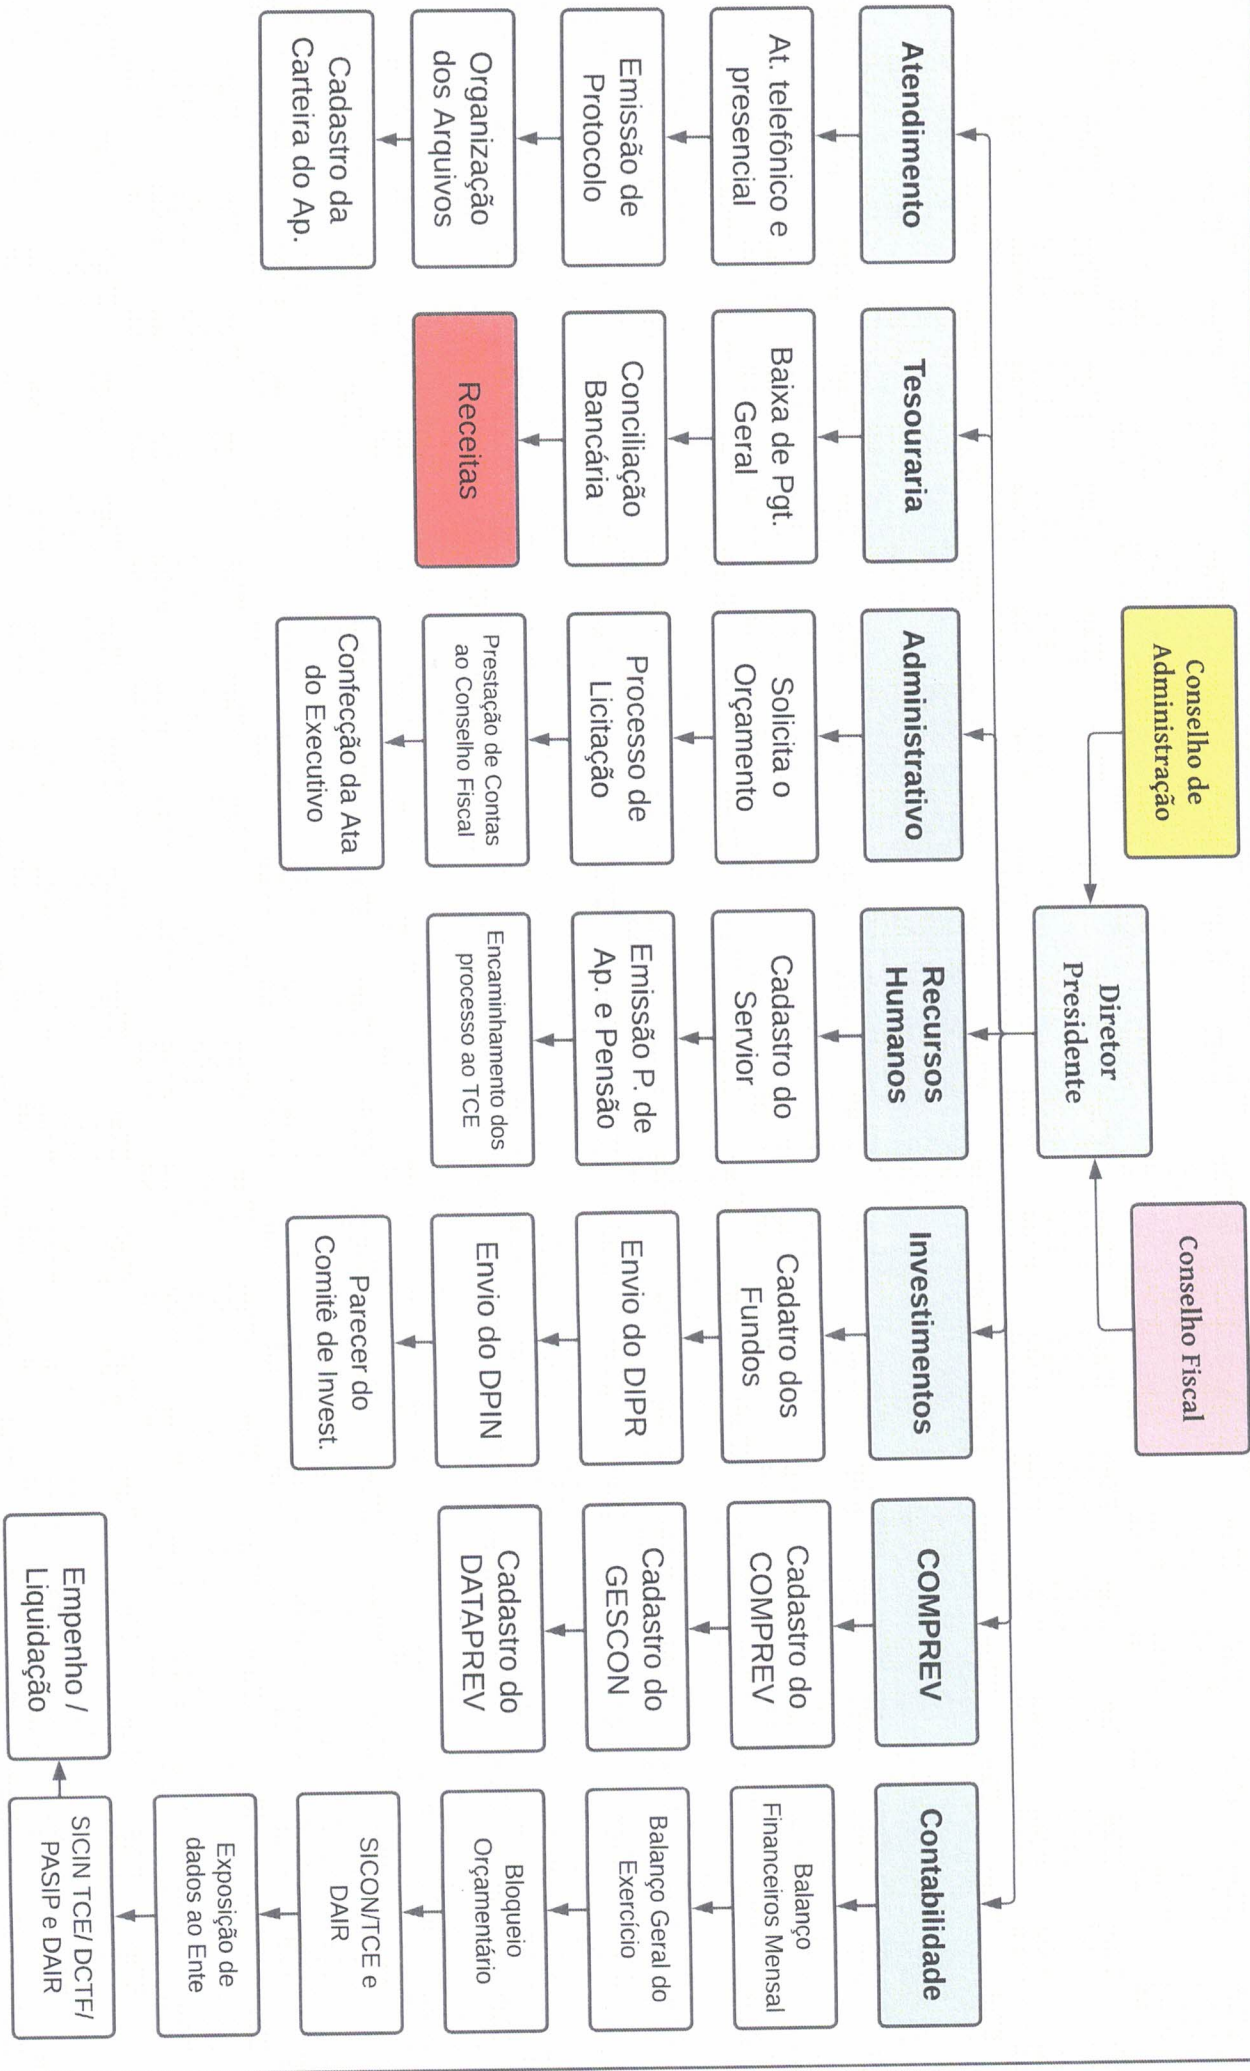 Conselho de
Administração
Conselho Fiscal
Diretor
Presidente
Atendimento
At. telefônico e
presencial
Emissão de
Protocolo
Organização
dos Arquivos
Cadastro da
Carteira do Ap.
Tesouraria
Baixa de Pgt.
Geral
Conciliação
Bancária
Receitas
Administrativo
Solicita o
Orçamento
Processo de
Licitação
Prestação de Contas
ao Conselho Fiscal
Confecção da Ata
do Executivo
Recursos
Humanos
Cadastro do
Servior
Emissão P. de
Ap. e Pensão
Encaminhamento dos
processo ao TCE
Investimentos
Cadatro dos
Fundos
Envio do DIPR
Envio do DPIN
Parecer do
Comitê de Invest.
COMPREV
Cadastro do
COMPREV
Cadastro do
GESCON
Cadastro do
DATAPREV
Contabilidade
Balanço
Financeiros Mensal
Balanço Geral do
Exercício
Bloqueio
Orçamentário
SICON/TCE e
DAIR
Exposição de
dados ao Ente
SICIN TCE/ DCTF/
PASIP e DAIR
Empenho /
Liquidação